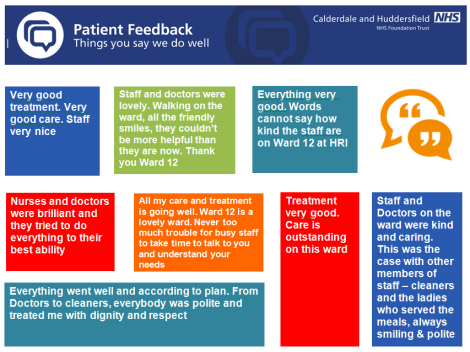 Patient Feedback
Things you say we do well
Calderdale and Huddersfield NHS
NHS Foundation Trust
Very good
treatment. Very
good care. Staff
very nice
Staff and doctors were
lovely. Walking on the
ward, all the friendly
smiles, they couldn't
be more helpful than
they are now. Thank
you Ward 12
Everything very
good. Words
cannot say how
kind the staff are
on Ward 12 at HRI
Nurses and doctors
were brilliant and
they tried to do
everything to their
best ability
All my care and treatment
is going well. Ward 12 is a
lovely ward. Never too
much trouble for busy staff
to take time to talk to you
and understand your
needs
Treatment
very good.
Care is
outstanding
on this ward
Staff and
Doctors on the
ward were kind
and caring.
This was the
case with other
members of
staff – cleaners
and the ladies
who served the
meals, always
smiling & polite
Everything went well and according to plan. From
Doctors to cleaners, everybody was polite and
treated me with dignity and respect